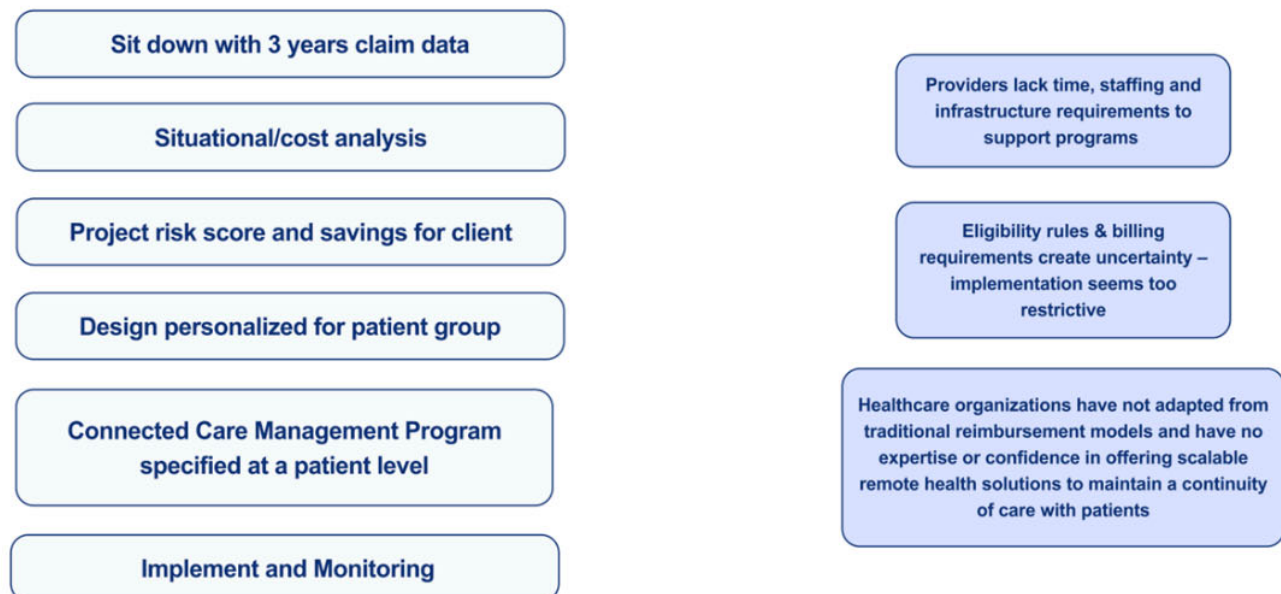 Sit down with 3 years claim data
Situational/cost analysis
Project risk score and savings for client
Design personalized for patient group
Connected Care Management Program
specified at a patient level
Implement and Monitoring
Providers lack time, staffing and
infrastructure requirements to
support programs
Eligibility rules & billing
requirements create uncertainty –
implementation seems too
restrictive
Healthcare organizations have not adapted from
traditional reimbursement models and have no
expertise or confidence in offering scalable
remote health solutions to maintain a continuity
of care with patients